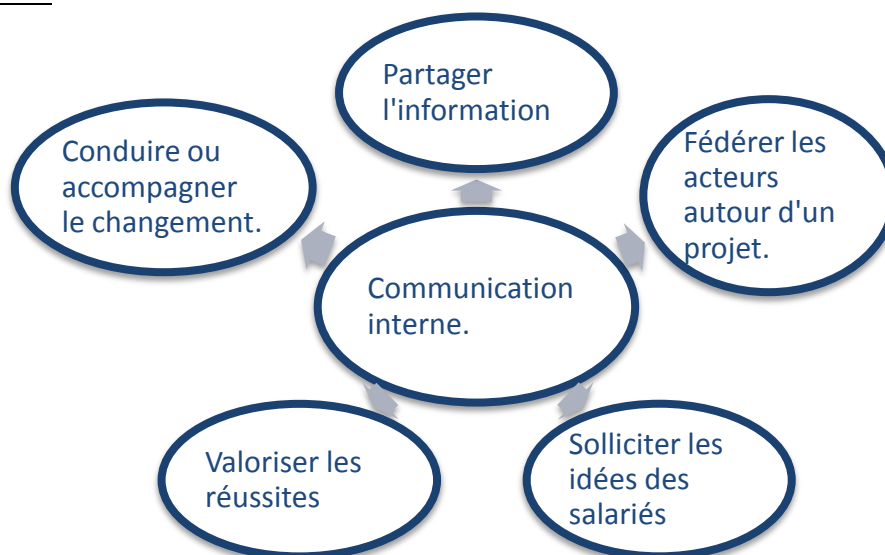 Partager
l'information
Conduire ou
accompagner
le changement.
Fédérer les
acteurs
autour d'un
projet.
Communication
interne.
Valoriser les
réussites
Solliciter les
idées des
salariés